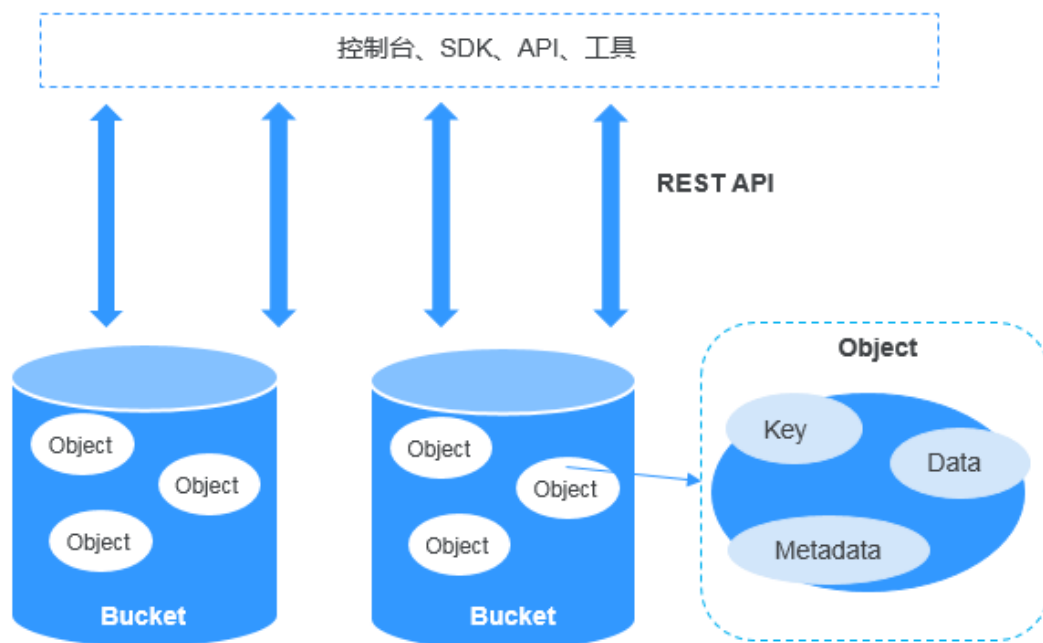 控制台、SDK、API、工具
REST API
Object
Object
Object
Bucket
Object
Object
Object
Bucket
Object
Key
Data
Metadata